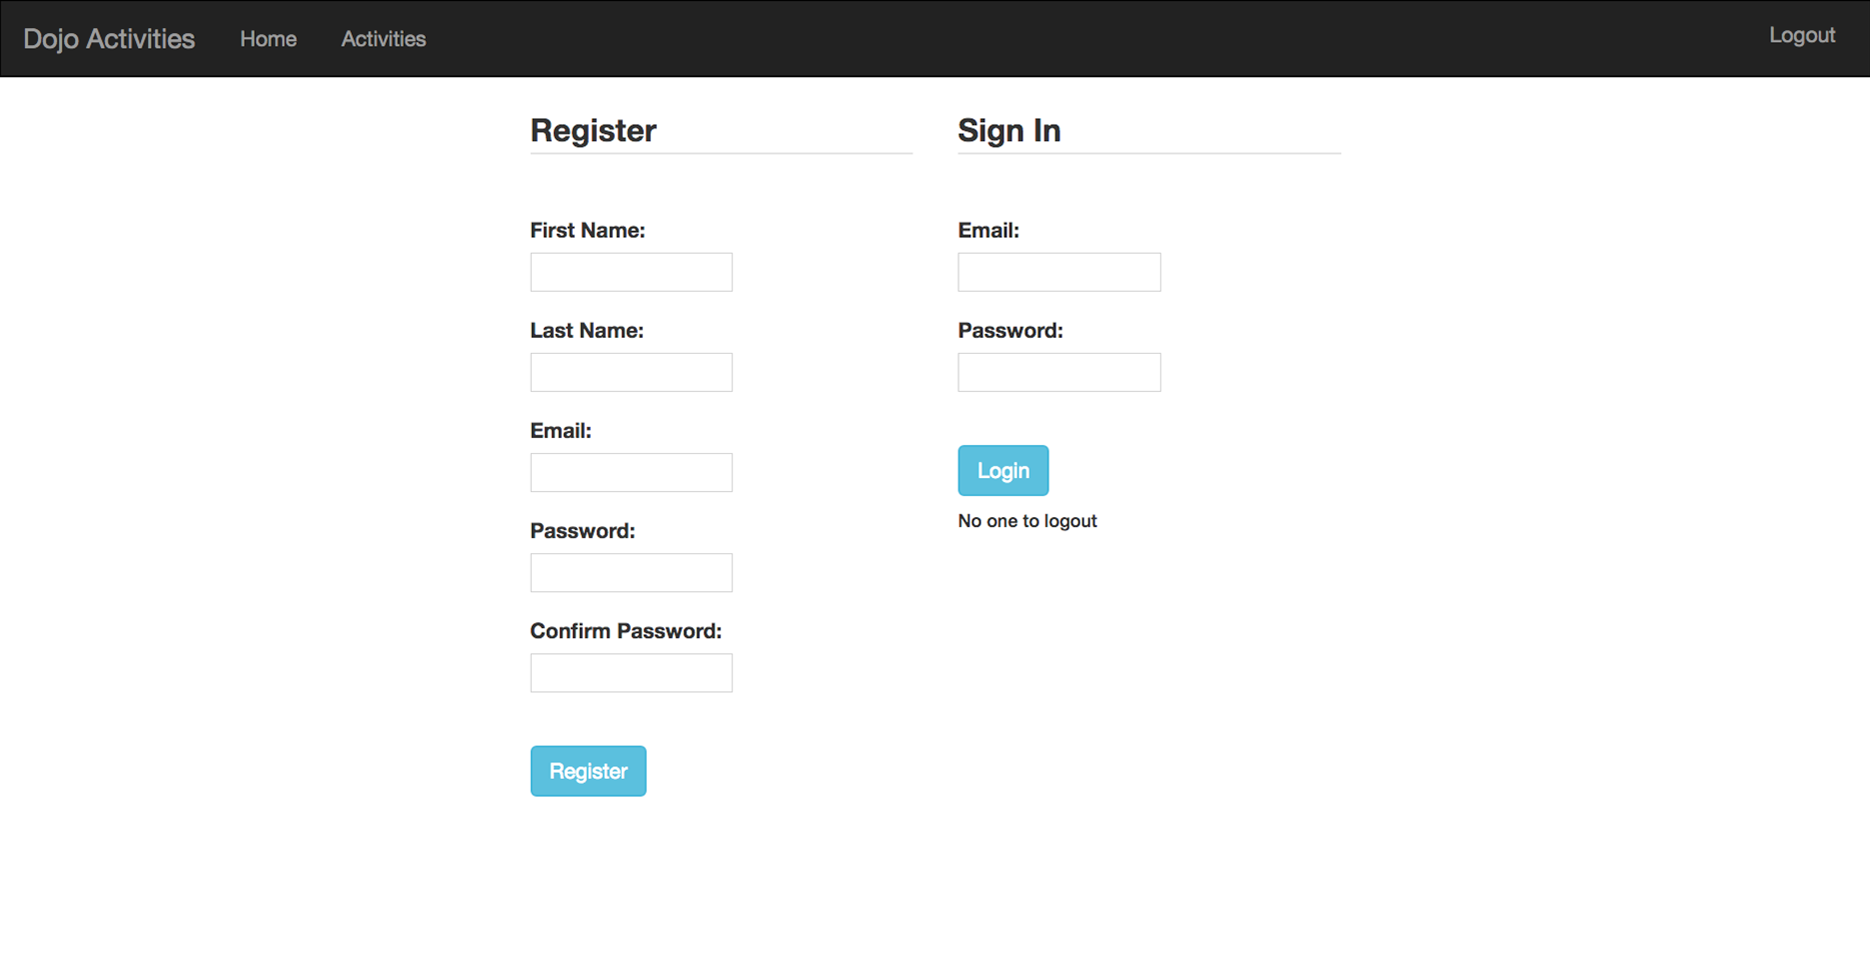 Dojo Activities Home Activities Logout
Register
First Name:
Last Name:
Email:
Password:
Confirm Password:
Register
Sign In
Email:
Password:
Login
No one to logout